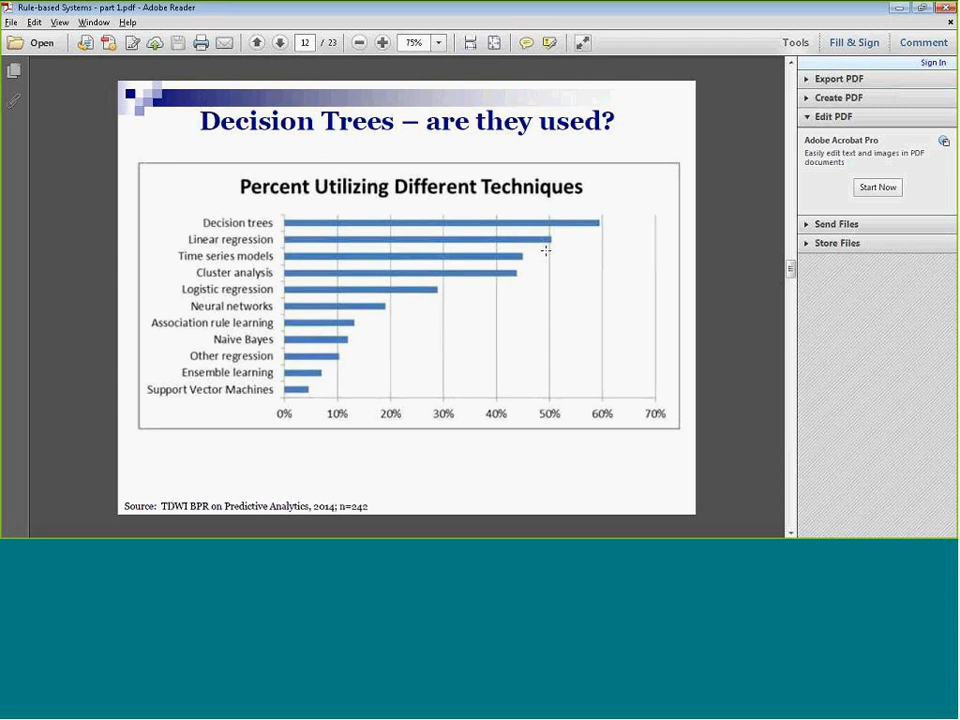 Rule-based Systems - part 1.pdf - Adobe Reader
File Edit View Window Help
Open 12 / 23 75% Tools Fill & Sign Comment
Sign In
Export PDF
Create PDF
Edit PDF
Adobe Acrobat Pro
Easily edit text and images in PDF
documents
Start Now
Send Files
Store Files
Decision Trees – are they used?
Percent Utilizing Different Techniques
Decision trees
Linear regression
Time series models
Cluster analysis
Logistic regression
Neural networks
Association rule learning
Naive Bayes
Other regression
Ensemble learning
Support Vector Machines
0% 10% 20% 30% 40% 50% 60% 70%
Source: TDWI BPR on Predictive Analytics, 2014; n=242